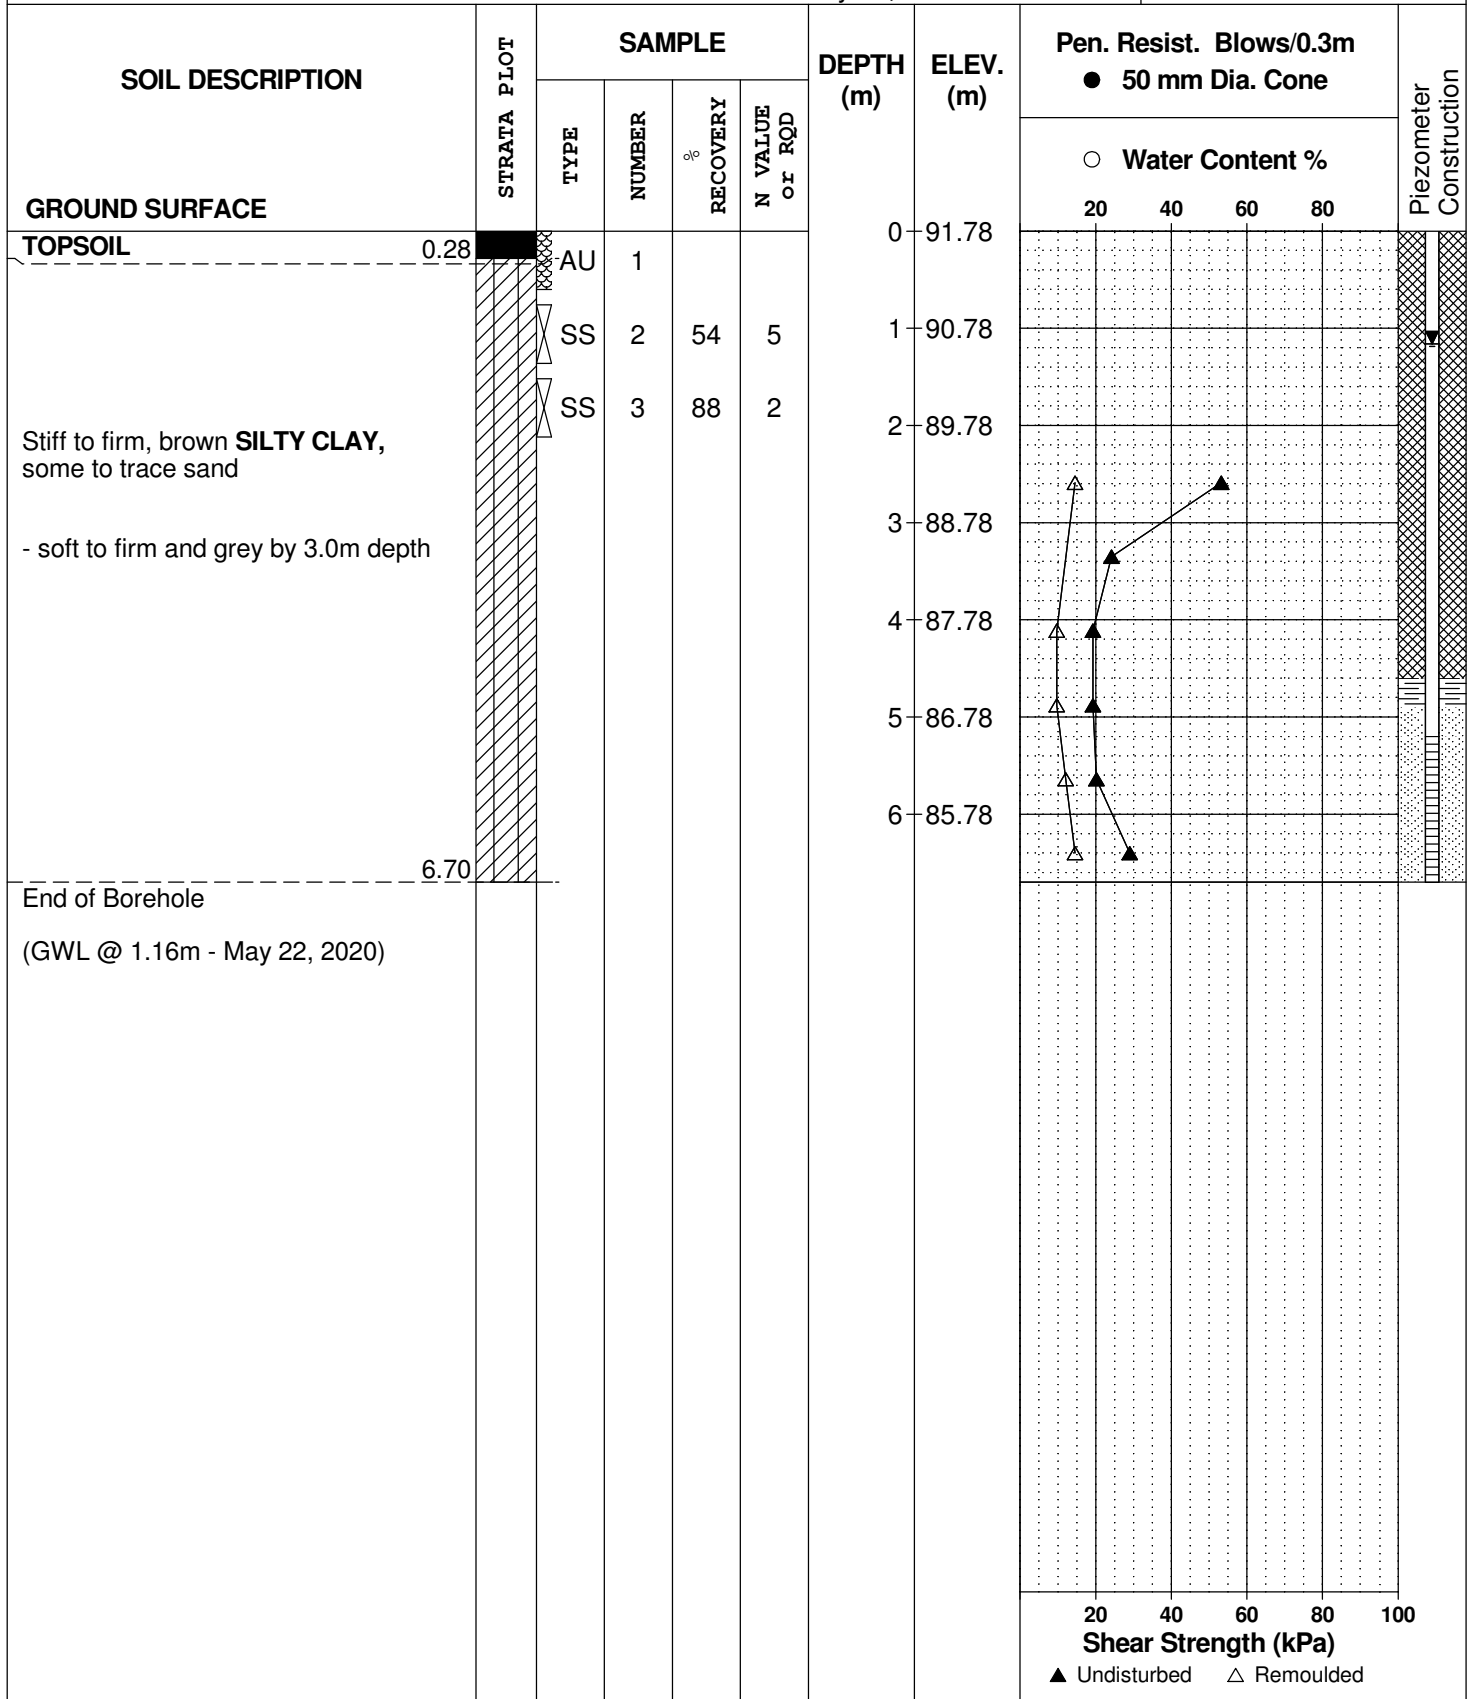 SOIL DESCRIPTION
GROUND SURFACE
STRATA PLOT
SAMPLE
TYPE
NUMBER
%
RECOVERY
N VALUE
or RQD
DEPTH
(m)
ELEV.
(m)
Pen. Resist. Blows/0.3m
● 50 mm Dia. Cone
○ Water Content %
20 40 60 80
Piezometer
Construction
TOPSOIL 0.28
AU 1
0 91.78
SS 2 54 5
1 90.78
SS 3 88 2
2 89.78
Stiff to firm, brown SILTY CLAY,
some to trace sand
3 88.78
- soft to firm and grey by 3.0m depth
4 87.78
5 86.78
6 85.78
6.70
End of Borehole
(GWL @ 1.16m - May 22, 2020)
20 40 60 80 100
Shear Strength (kPa)
▲ Undisturbed △ Remoulded